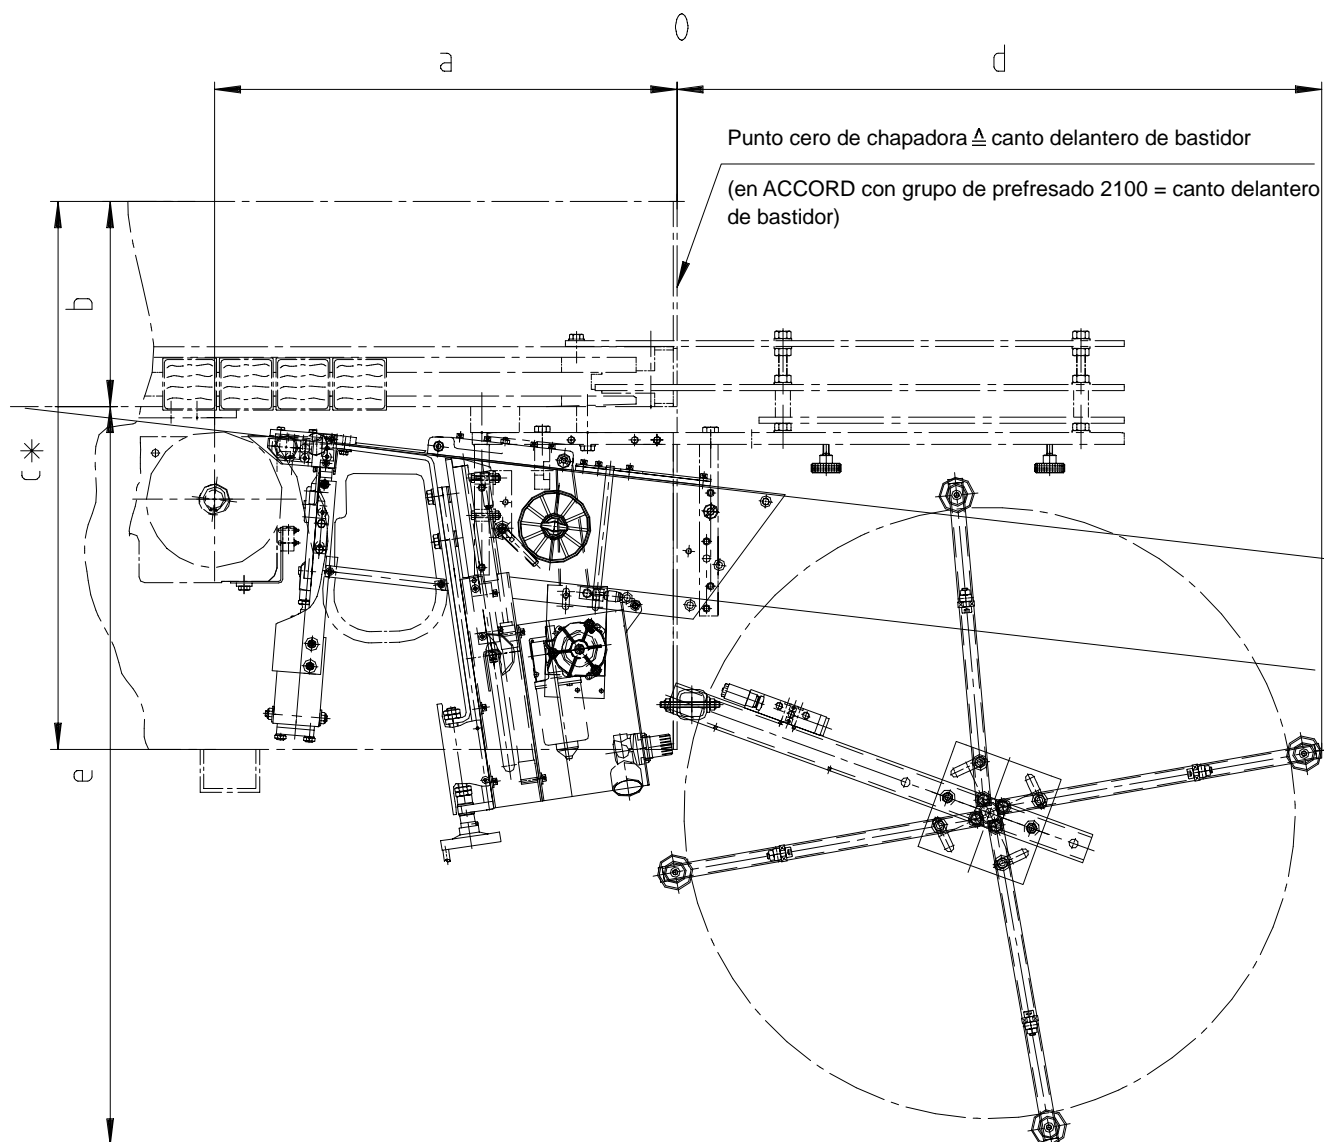 0
a
d
Punto cero de chapadora ≙ canto delantero de bastidor
(en ACCORD con grupo de prefresado 2100 = canto delantero
de bastidor)
b
c*
e